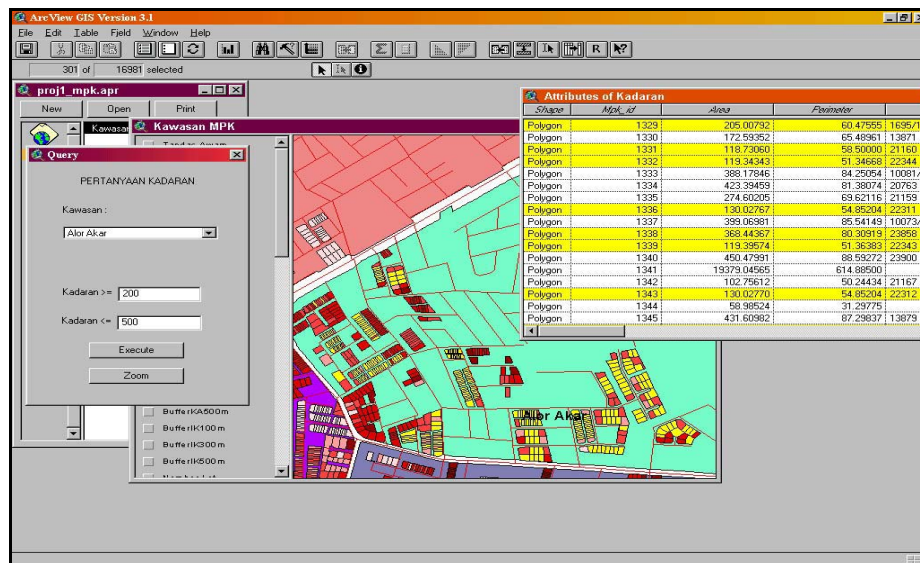 ArcView GIS Version 3.1
File Edit Table Field Window Help
R
301 of 16981 selected
proj1_mpk.apr
New Open Print
Kawasan
Kawasan MPK
Query
PERTANYAAN KADARAN
Kawasan :
Alor Akar
Kadaran >= 200
Kadaran <= 500
Execute
Zoom
BufferKA500m
BufferIK100m
BufferIK300m
BufferIK500m
Alor Akar
Attributes of Kadaran
Shape Mpk_id Area Perimeter
Polygon 1329 205.00792 60.47555 1695/1
Polygon 1330 172.59352 65.48961 13871
Polygon 1331 118.73060 58.50000 21160
Polygon 1332 119.34343 51.34668 22344
Polygon 1333 388.17846 84.25054 10081/
Polygon 1334 423.39459 81.38074 20763
Polygon 1335 274.60205 69.62116 21159
Polygon 1336 130.02767 54.85204 22311
Polygon 1337 399.06981 85.54149 10073/
Polygon 1338 368.44367 80.30919 23858
Polygon 1339 119.39574 51.36383 22343
Polygon 1340 450.47991 88.59272 23900
Polygon 1341 19379.04565 614.88500
Polygon 1342 102.75612 50.24434 21167
Polygon 1343 130.02770 54.85204 22312
Polygon 1344 58.98524 31.29775
Polygon 1345 431.60982 87.29837 13879